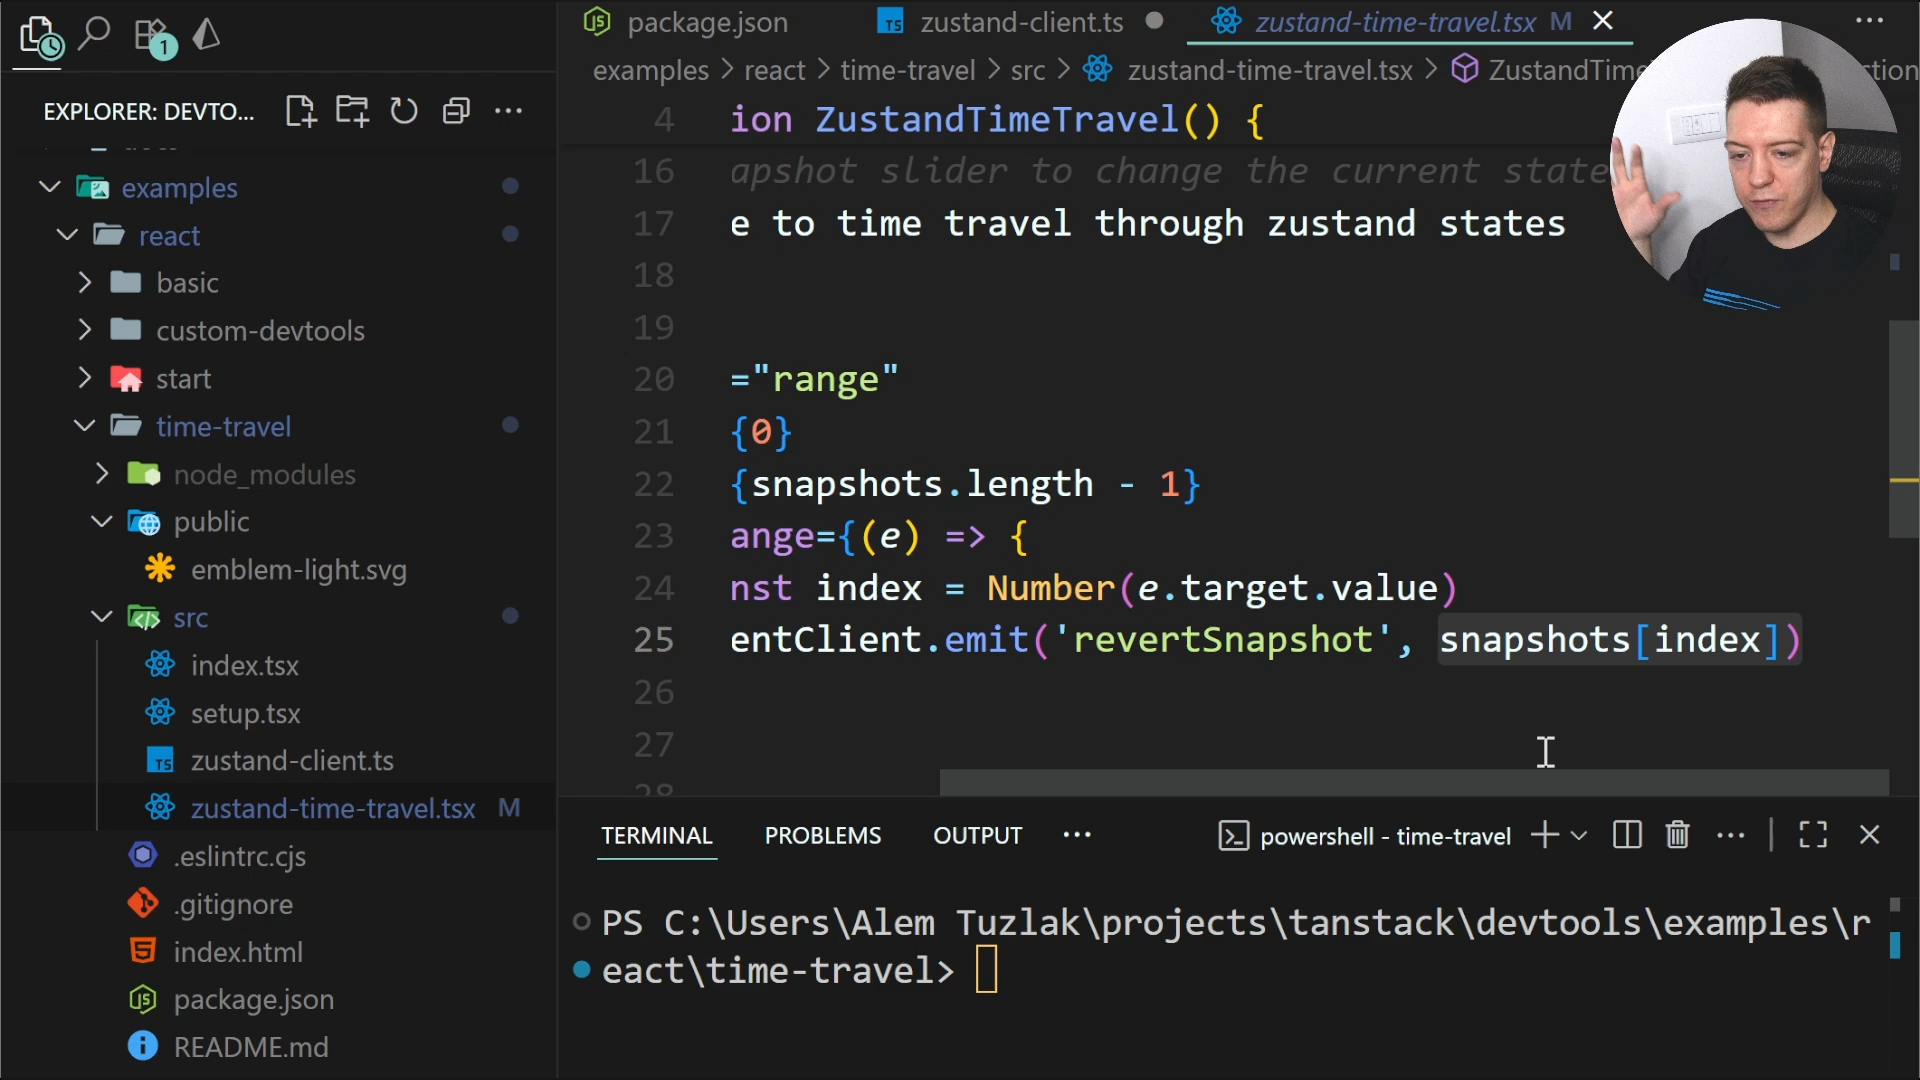 package.json
zustand-client.ts
zustand-time-travel.tsx M
1
examples > react > time-travel > src > zustand-time-travel.tsx >
EXPLORER: DEVTO...
examples
react
basic
custom-devtools
start
time-travel
node_modules
public
emblem-light.svg
src
index.tsx
setup.tsx
zustand-client.ts
zustand-time-travel.tsx M
.eslintrc.cjs
.gitignore
index.html
package.json
README.md
4 ion ZustandTimeTravel() {
16 apshot slider to change the current state
17 e to time travel through zustand states
18
19
20 ="range"
21 {0}
22 {snapshots.length - 1}
23 ange={(e) => {
24 nst index = Number(e.target.value)
25 entClient.emit('revertSnapshot', snapshots[index])
26
27
TERMINAL PROBLEMS OUTPUT
powershell - time-travel
PS C:\Users\Alem Tuzlak\projects\tanstack\devtools\examples\r
eact\time-travel>